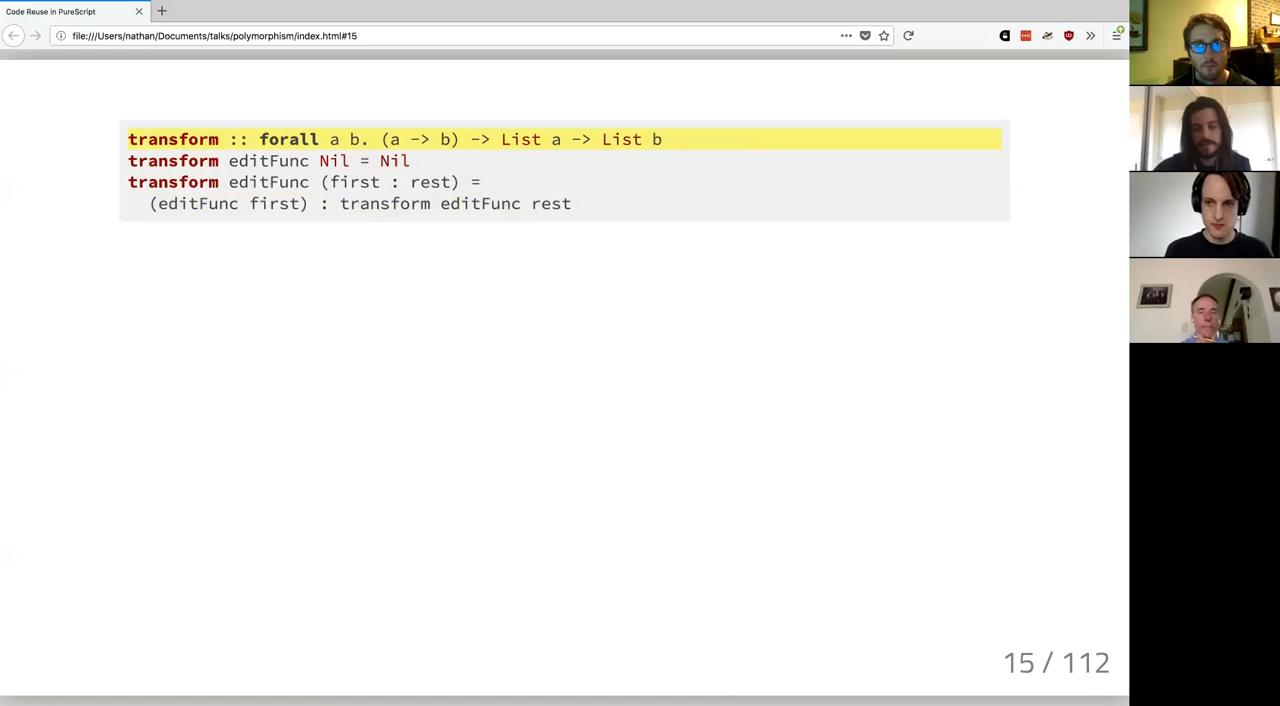 Code Reuse in PureScript
file:///Users/nathan/Documents/talks/polymorphism/index.html#15
transform :: forall a b. (a -> b) -> List a -> List b
transform editFunc Nil = Nil
transform editFunc (first : rest) =
(editFunc first) : transform editFunc rest
15 / 112